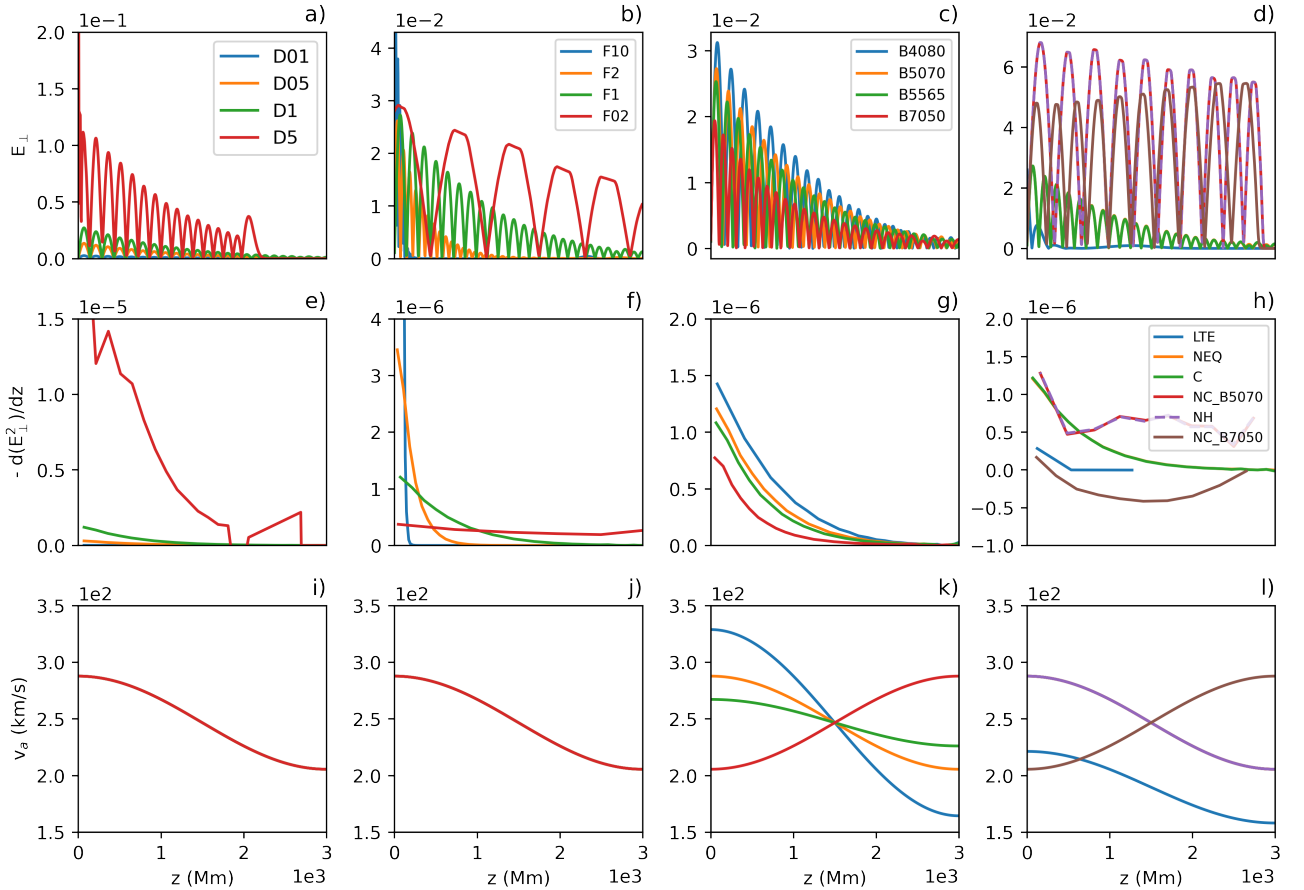 a)
1e−1
2.0
1.5
1.0
0.5
0.0
E⊥
D01
D05
D1
D5
b)
1e−2
4
3
2
1
0
F10
F2
F1
F02
c)
1e−2
3
2
1
0
B4080
B5070
B5565
B7050
d)
1e−2
6
4
2
0
e)
1e−5
1.5
1.0
0.5
0.0
- d(E²⊥)/dz
f)
1e−6
4
3
2
1
0
g)
1e−6
2.0
1.5
1.0
0.5
0.0
h)
1e−6
2.0
1.5
1.0
0.5
0.0
−0.5
−1.0
LTE
NEQ
C
NC_B5070
NH
NC_B7050
i)
1e2
3.5
3.0
2.5
2.0
1.5
vₐ (km/s)
0 1 2 3
z (Mm) 1e3
j)
1e2
3.5
3.0
2.5
2.0
1.5
0 1 2 3
z (Mm) 1e3
k)
1e2
3.5
3.0
2.5
2.0
1.5
0 1 2 3
z (Mm) 1e3
l)
1e2
3.5
3.0
2.5
2.0
1.5
0 1 2 3
z (Mm) 1e3